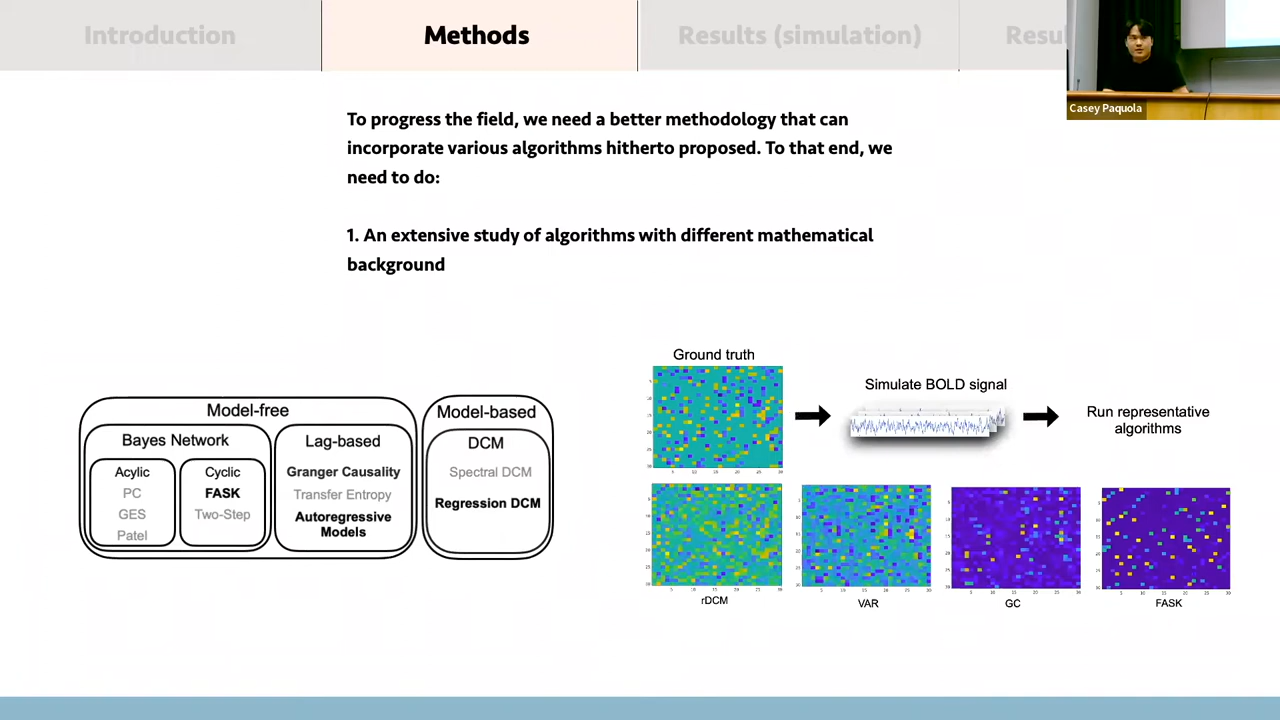 Introduction
Methods
Results (simulation)
Resul
Casey Paquola
To progress the field, we need a better methodology that can
incorporate various algorithms hitherto proposed. To that end, we
need to do:
1. An extensive study of algorithms with different mathematical
background
Model-free
Bayes Network
Acylic
PC
GES
Patel
Cyclic
FASK
Two-Step
Lag-based
Granger Causality
Transfer Entropy
Autoregressive
Models
Model-based
DCM
Spectral DCM
Regression DCM
Ground truth
Simulate BOLD signal
Run representative
algorithms
rDCM
VAR
GC
FASK